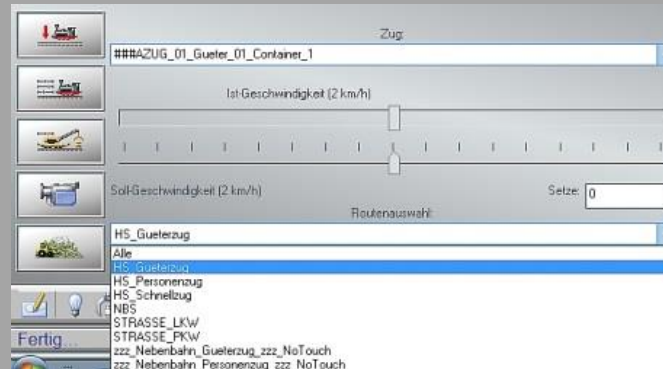 Zug:
###AZUG_01_Gueter_01_Container_1
Ist-Geschwindigkeit (2 km/h)
Soll-Geschwindigkeit (2 km/h)
Setze: 0
Routenauswahl:
HS_Gueterzug
Alle
HS_Gueterzug
HS_Personenzug
HS_Schnellzug
NBS
STRASSE_LKW
STRASSE_PKW
zzz_Nebenbahn_Gueterzug_zzz_NoTouch
zzz_Nebenbahn_Personenzug_zzz_NoTouch
Fertig...